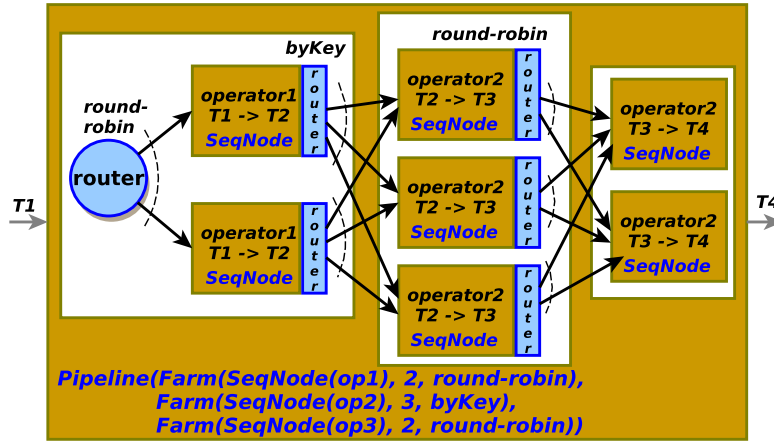 T1
round-
robin
router
byKey
operator1
T1 -> T2
SeqNode
router
operator1
T1 -> T2
SeqNode
router
round-robin
operator2
T2 -> T3
SeqNode
router
operator2
T2 -> T3
SeqNode
router
operator2
T2 -> T3
SeqNode
router
operator2
T3 -> T4
SeqNode
operator2
T3 -> T4
SeqNode
T4
Pipeline(Farm(SeqNode(op1), 2, round-robin),
Farm(SeqNode(op2), 3, byKey),
Farm(SeqNode(op3), 2, round-robin))